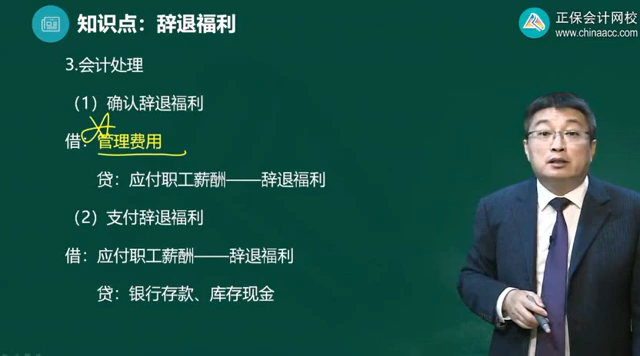 知识点：辞退福利
正保会计网校
www.chinaacc.com
3.会计处理
（1）确认辞退福利
借：管理费用
贷：应付职工薪酬——辞退福利
（2）支付辞退福利
借：应付职工薪酬——辞退福利
贷：银行存款、库存现金